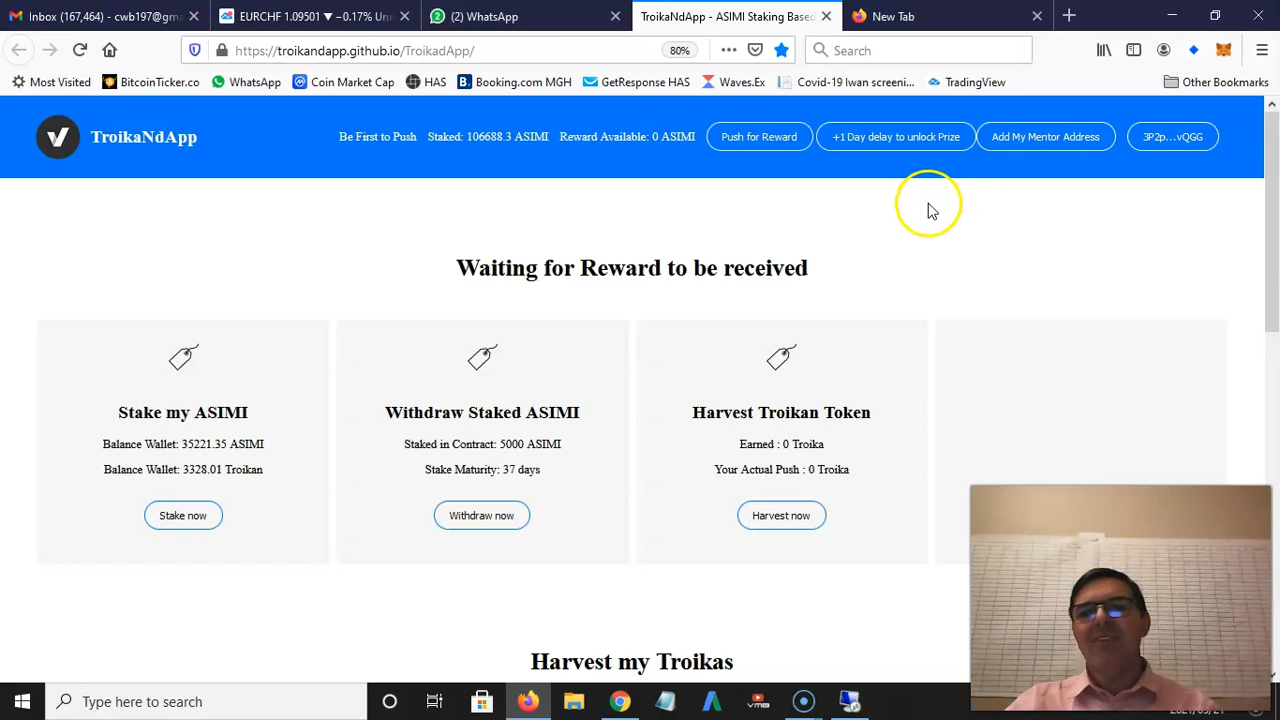 Inbox (167,464) - cwb197@gma
EURCHF 1.09501 ▼ −0.17% Un
(2) WhatsApp
TroikaNdApp - ASIMI Staking Based
New Tab
https://troikandapp.github.io/TroikadApp/
80%
Search
Most Visited
BitcoinTicker.co
WhatsApp
Coin Market Cap
HAS
Booking.com MGH
GetResponse HAS
Waves.Ex
Covid-19 Iwan screeni...
TradingView
Other Bookmarks
TroikaNdApp
Be First to Push
Staked: 106688.3 ASIMI
Reward Available: 0 ASIMI
Push for Reward
+1 Day delay to unlock Prize
Add My Mentor Address
3P2p...vQGG
Waiting for Reward to be received
Stake my ASIMI
Balance Wallet: 35221.35 ASIMI
Balance Wallet: 3328.01 Troikan
Stake now
Withdraw Staked ASIMI
Staked in Contract: 5000 ASIMI
Stake Maturity: 37 days
Withdraw now
Harvest Troikan Token
Earned : 0 Troika
Your Actual Push : 0 Troika
Harvest now
Harvest my Troikas
Type here to search